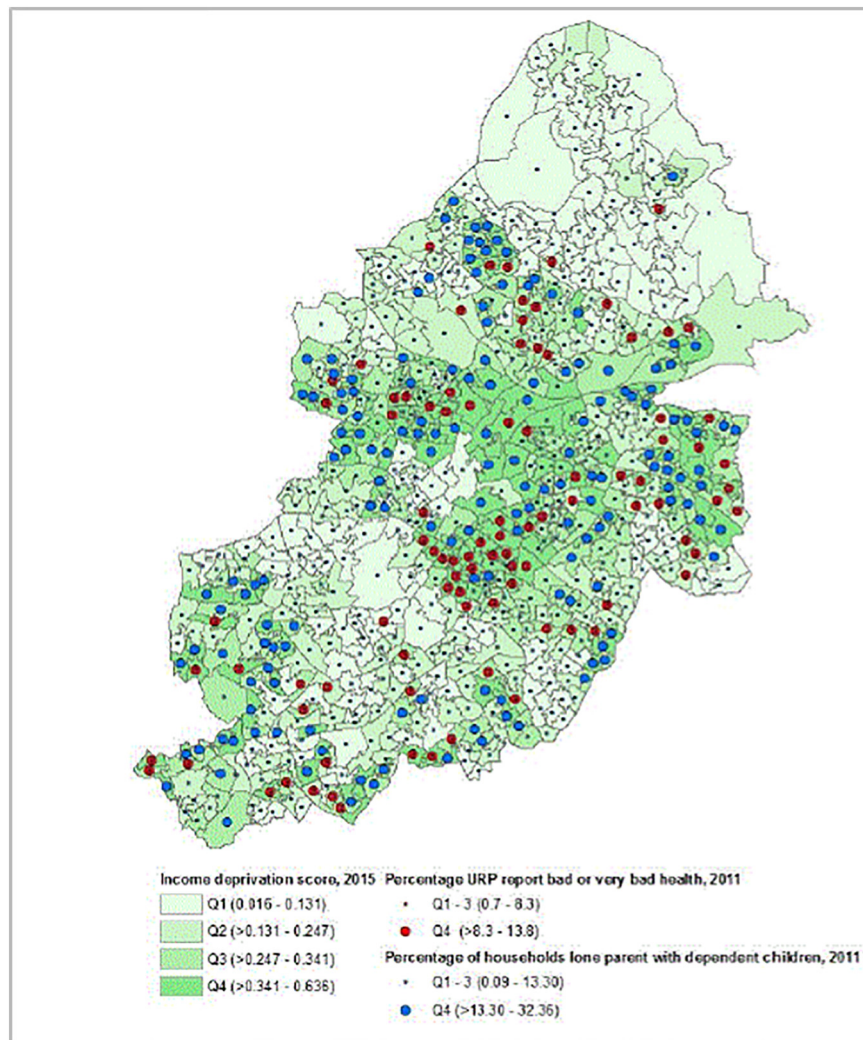 Income deprivation score, 2015
Q1 (0.016 - 0.131)
Q2 (>0.131 - 0.247)
Q3 (>0.247 - 0.341)
Q4 (>0.341 - 0.636)
Percentage URP report bad or very bad health, 2011
Q1 - 3 (0.7 - 8.3)
Q4 (>8.3 - 13.8)
Percentage of households lone parent with dependent children, 2011
Q1 - 3 (0.09 - 13.30)
Q4 (>13.30 - 32.36)